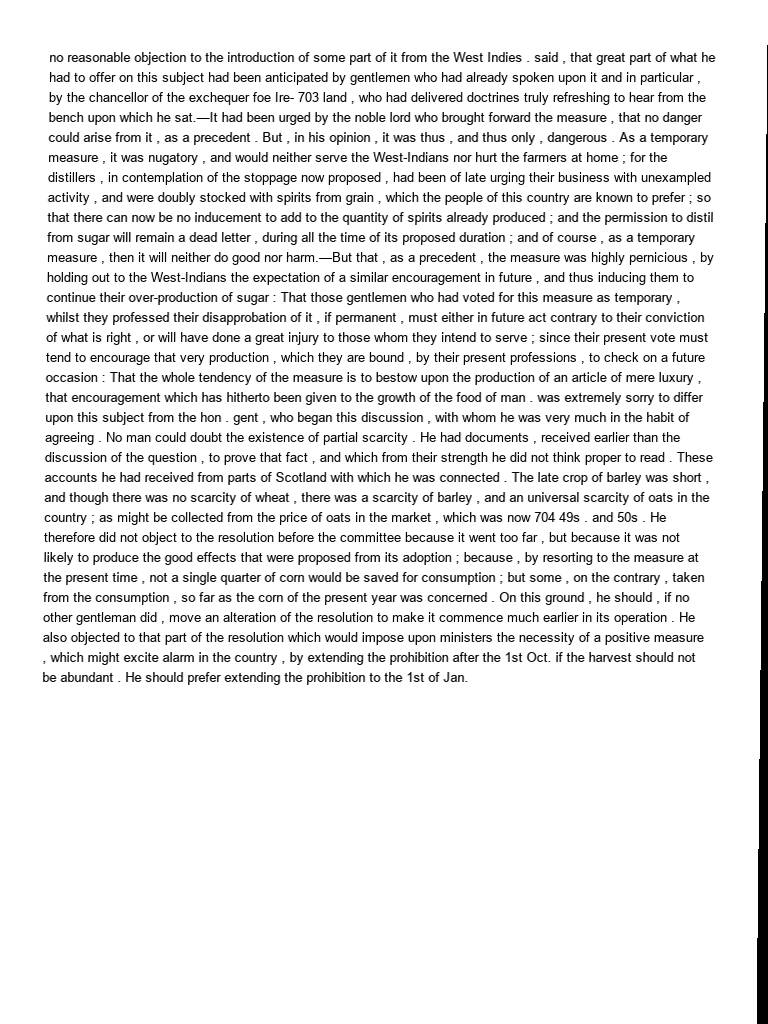 no reasonable objection to the introduction of some part of it from the West Indies . said , that great part of what he
had to offer on this subject had been anticipated by gentlemen who had already spoken upon it and in particular ,
by the chancellor of the exchequer foe Ire- 703 land , who had delivered doctrines truly refreshing to hear from the
bench upon which he sat.—It had been urged by the noble lord who brought forward the measure , that no danger
could arise from it , as a precedent . But , in his opinion , it was thus , and thus only , dangerous . As a temporary
measure , it was nugatory , and would neither serve the West-Indians nor hurt the farmers at home ; for the
distillers , in contemplation of the stoppage now proposed , had been of late urging their business with unexampled
activity , and were doubly stocked with spirits from grain , which the people of this country are known to prefer ; so
that there can now be no inducement to add to the quantity of spirits already produced ; and the permission to distil
from sugar will remain a dead letter , during all the time of its proposed duration ; and of course , as a temporary
measure , then it will neither do good nor harm.—But that , as a precedent , the measure was highly pernicious , by
holding out to the West-Indians the expectation of a similar encouragement in future , and thus inducing them to
continue their over-production of sugar : That those gentlemen who had voted for this measure as temporary ,
whilst they professed their disapprobation of it , if permanent , must either in future act contrary to their conviction
of what is right , or will have done a great injury to those whom they intend to serve ; since their present vote must
tend to encourage that very production , which they are bound , by their present professions , to check on a future
occasion : That the whole tendency of the measure is to bestow upon the production of an article of mere luxury ,
that encouragement which has hitherto been given to the growth of the food of man . was extremely sorry to differ
upon this subject from the hon . gent , who began this discussion , with whom he was very much in the habit of
agreeing . No man could doubt the existence of partial scarcity . He had documents , received earlier than the
discussion of the question , to prove that fact , and which from their strength he did not think proper to read . These
accounts he had received from parts of Scotland with which he was connected . The late crop of barley was short ,
and though there was no scarcity of wheat , there was a scarcity of barley , and an universal scarcity of oats in the
country ; as might be collected from the price of oats in the market , which was now 704 49s . and 50s . He
therefore did not object to the resolution before the committee because it went too far , but because it was not
likely to produce the good effects that were proposed from its adoption ; because , by resorting to the measure at
the present time , not a single quarter of corn would be saved for consumption ; but some , on the contrary , taken
from the consumption , so far as the corn of the present year was concerned . On this ground , he should , if no
other gentleman did , move an alteration of the resolution to make it commence much earlier in its operation . He
also objected to that part of the resolution which would impose upon ministers the necessity of a positive measure
, which might excite alarm in the country , by extending the prohibition after the 1st Oct. if the harvest should not
be abundant . He should prefer extending the prohibition to the 1st of Jan.